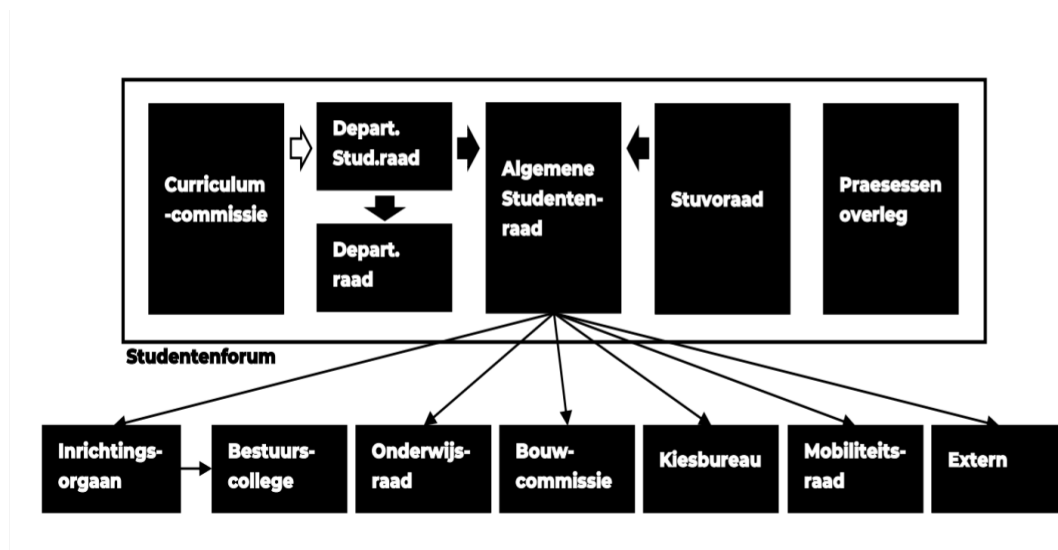 Curriculum
-commissie
Depart.
Stud.raad
Depart.
raad
Algemene
Studenten-
raad
Stuvoraad
Praesessen
overleg
Studentenforum
Inrichtings-
orgaan
Bestuurs-
college
Onderwijs-
raad
Bouw-
commissie
Kiesbureau
Mobiliteits-
raad
Extern